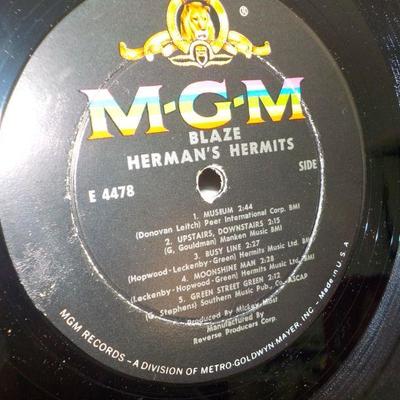 M-G-M
BLAZE
HERMAN'S HERMITS
E 4478
SIDE
1. MUSEUM 2:44
(Donovan Leitch) Peer International Corp. BMI
2. UPSTAIRS, DOWNSTAIRS 2:15
(G. Gouldman) Manken Music BMI
3. BUSY LINE 2:27
(Hopwood-Leckenby-Green) Hermits Music Ltd. BMI
4. MOONSHINE MAN 2:28
(Leckenby-Hopwood-Green) Hermits Music Ltd. BMI
5. GREEN STREET GREEN 2:12
(G. Stephens) Southern Music Pub., Co., ASCAP
Produced By Mickey Most
Manufactured By
Reverse Producers Corp.
MGM RECORDS - A DIVISION OF METRO-GOLDWYN-MAYER, INC. - Made in U.S.A.